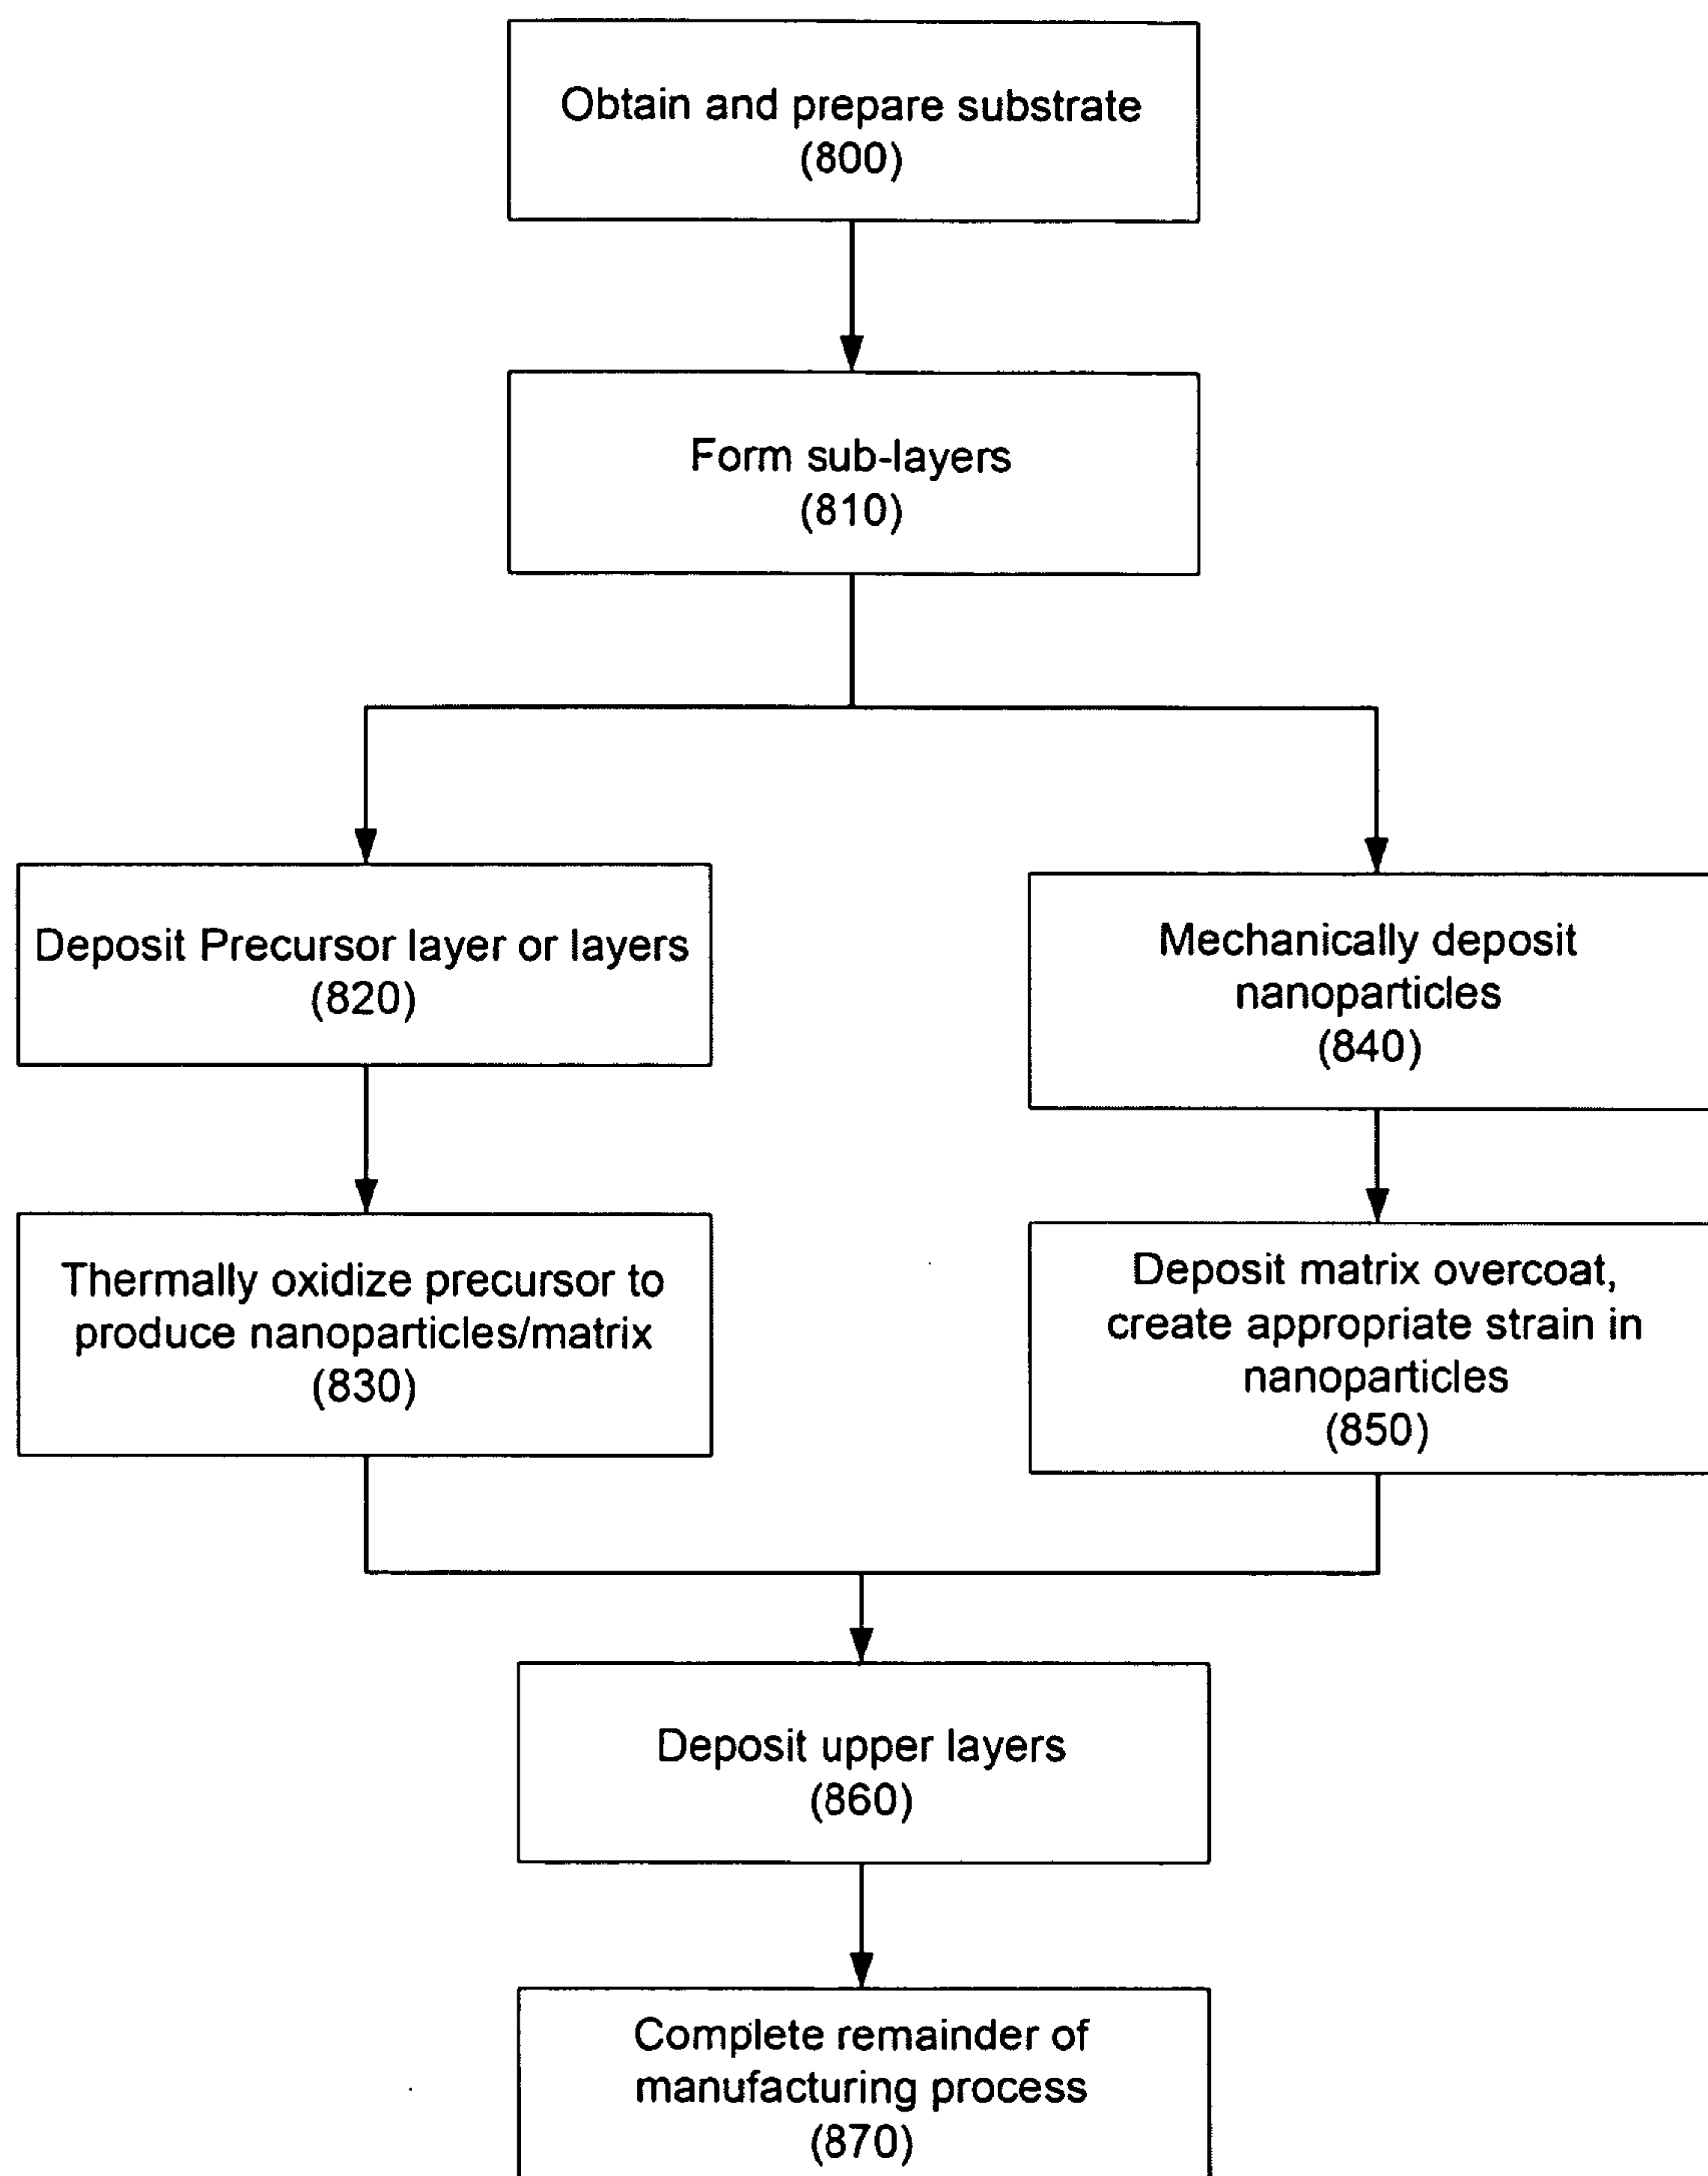 Obtain and prepare substrate
(800)
Form sub-layers
(810)
Deposit Precursor layer or layers
(820)
Mechanically deposit
nanoparticles
(840)
Thermally oxidize precursor to
produce nanoparticles/matrix
(830)
Deposit matrix overcoat,
create appropriate strain in
nanoparticles
(850)
Deposit upper layers
(860)
Complete remainder of
manufacturing process
(870)